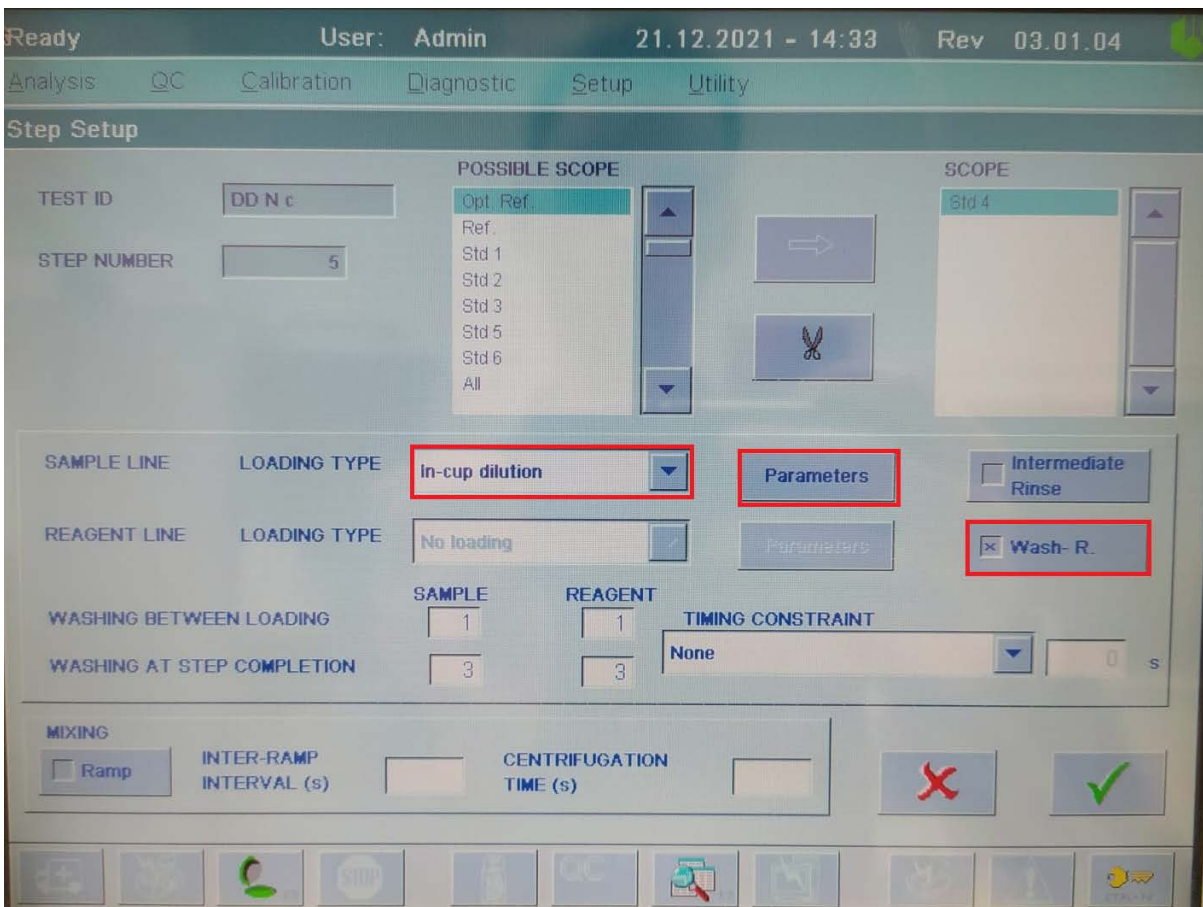 Ready User: Admin 21.12.2021 - 14:33 Rev 03.01.04
Analysis QC Calibration Diagnostic Setup Utility
Step Setup
POSSIBLE SCOPE SCOPE
TEST ID DD N c Opt. Ref. Std 4
Ref.
STEP NUMBER 5 Std 1
Std 2
Std 3
Std 5
Std 6
All
SAMPLE LINE LOADING TYPE In-cup dilution Parameters Intermediate
Rinse
REAGENT LINE LOADING TYPE No loading Parameters Wash- R.
SAMPLE REAGENT
WASHING BETWEEN LOADING 1 1 TIMING CONSTRAINT
WASHING AT STEP COMPLETION 3 3 None 0 s
MIXING
Ramp INTER-RAMP CENTRIFUGATION
INTERVAL (s) TIME (s)
STOP QC